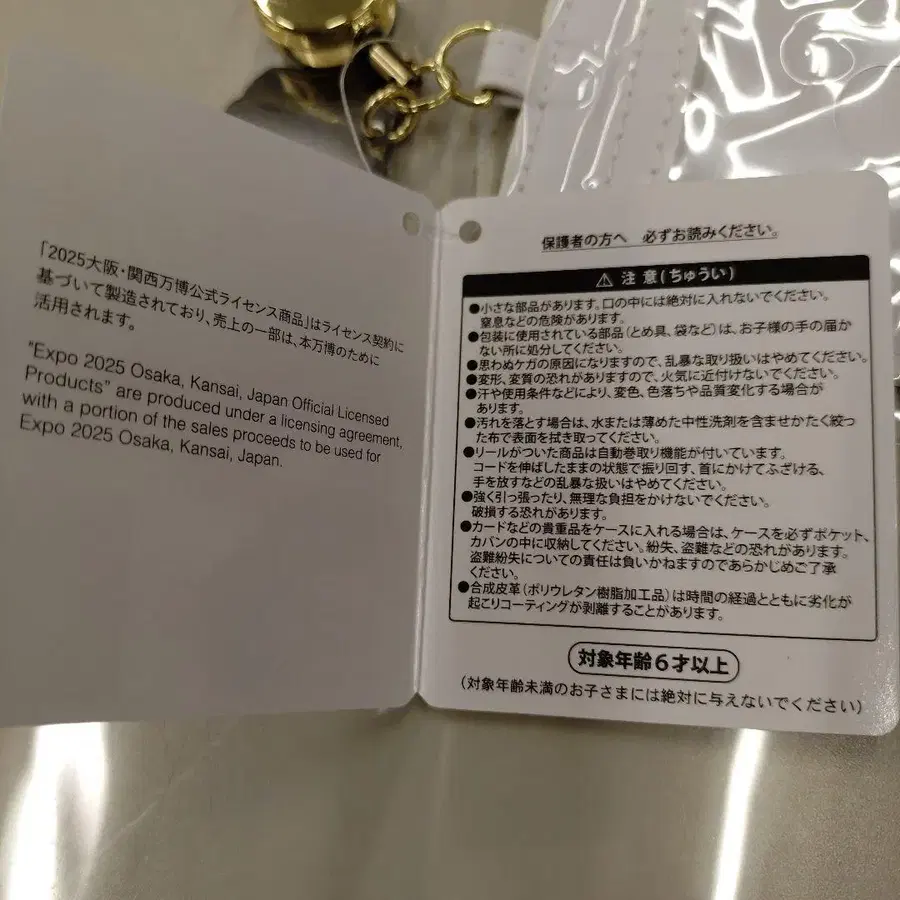 「2025大阪・関西万博公式ライセンス商品」はライセンス契約に
基づいて製造されており、売上の一部は、本万博のために
活用されます。
"Expo 2025 Osaka, Kansai, Japan Official Licensed
Products" are produced under a licensing agreement,
with a portion of the sales proceeds to be used for
Expo 2025 Osaka, Kansai, Japan.
保護者の方へ 必ずお読みください。
⚠ 注意(ちゅうい)
●小さな部品があります。口の中には絶対に入れないでください。
窒息などの危険があります。
●包装に使用されている部品(とめ具、袋など)は、お子様の手の届か
ない所に処分してください。
●思わぬケガの原因になりますので、乱暴な取り扱いはやめてください。
●変形、変質の恐れがありますので、火気に近付けないでください。
●汗や使用条件などにより、変色、色落ちや品質変化する場合が
あります。
●汚れを落とす場合は、水または薄めた中性洗剤を含ませかたく絞っ
た布で表面を拭き取ってください。
●リールがついた商品は自動巻取り機能が付いています。
コードを伸ばしたままの状態で振り回す、首にかけてふざける、
手を放すなどの乱暴な扱いはやめてください。
●強く引っ張ったり、無理な負担をかけないでください。
破損する恐れがあります。
●カードなどの貴重品をケースに入れる場合は、ケースを必ずポケット、
カバンの中に収納してください。紛失、盗難などの恐れがあります。
盗難紛失についての責任は負いかねますのであらかじめご了承
ください。
●合成皮革(ポリウレタン樹脂加工品)は時間の経過とともに劣化が
起こりコーティングが剥離することがあります。
対象年齢6才以上
(対象年齢未満のお子さまには絶対に与えないでください)